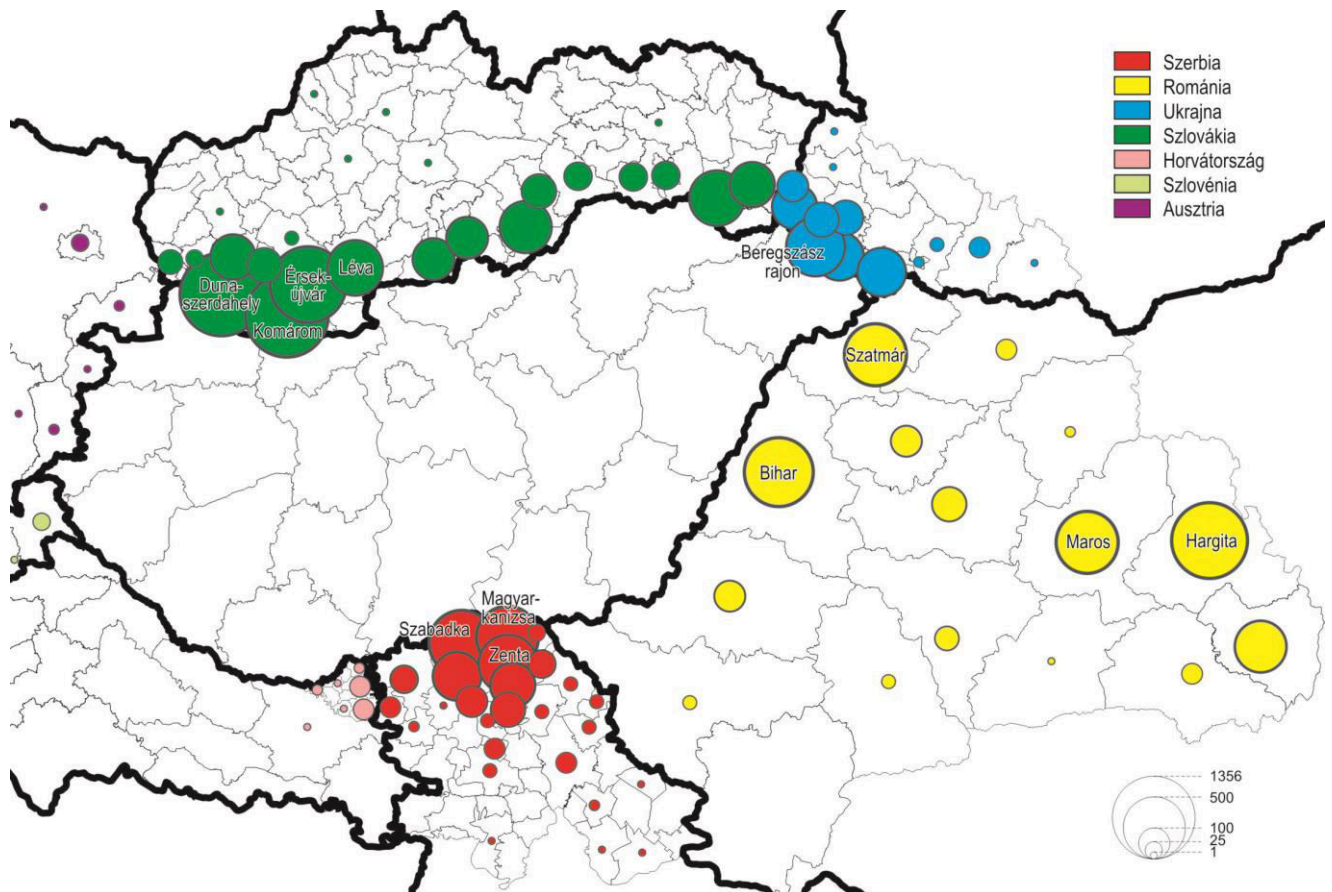 Szerbia
Románia
Ukrajna
Szlovákia
Horvátország
Szlovénia
Ausztria
Beregszász
rajon
Léva
Érsek-
újvár
Duna-
szerdahely
Komárom
Szatmár
Bihar
Maros
Hargita
Magyar-
kanizsa
Szabadka
Zenta
1356
500
100
25
1